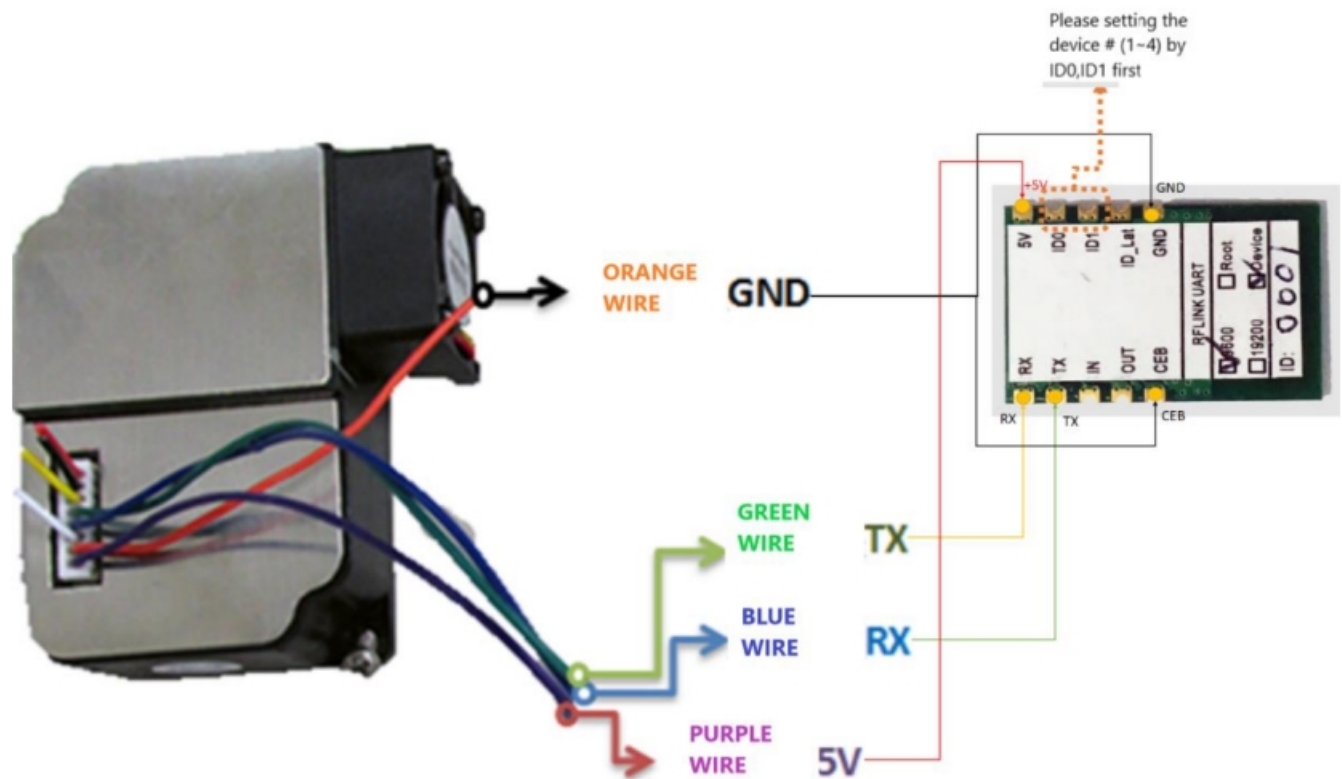 Please setting the
device # (1~4) by
ID0,ID1 first
+5V
GND
5V
ID0
ID1
ID_Lat
GND
RX
TX
IN
OUT
CEB
RFLINK UART
Root
Device
9600
19200
ID: 0001
RX
TX
CEB
ORANGE
WIRE
GND
GREEN
WIRE
TX
BLUE
WIRE
RX
PURPLE
WIRE
5V